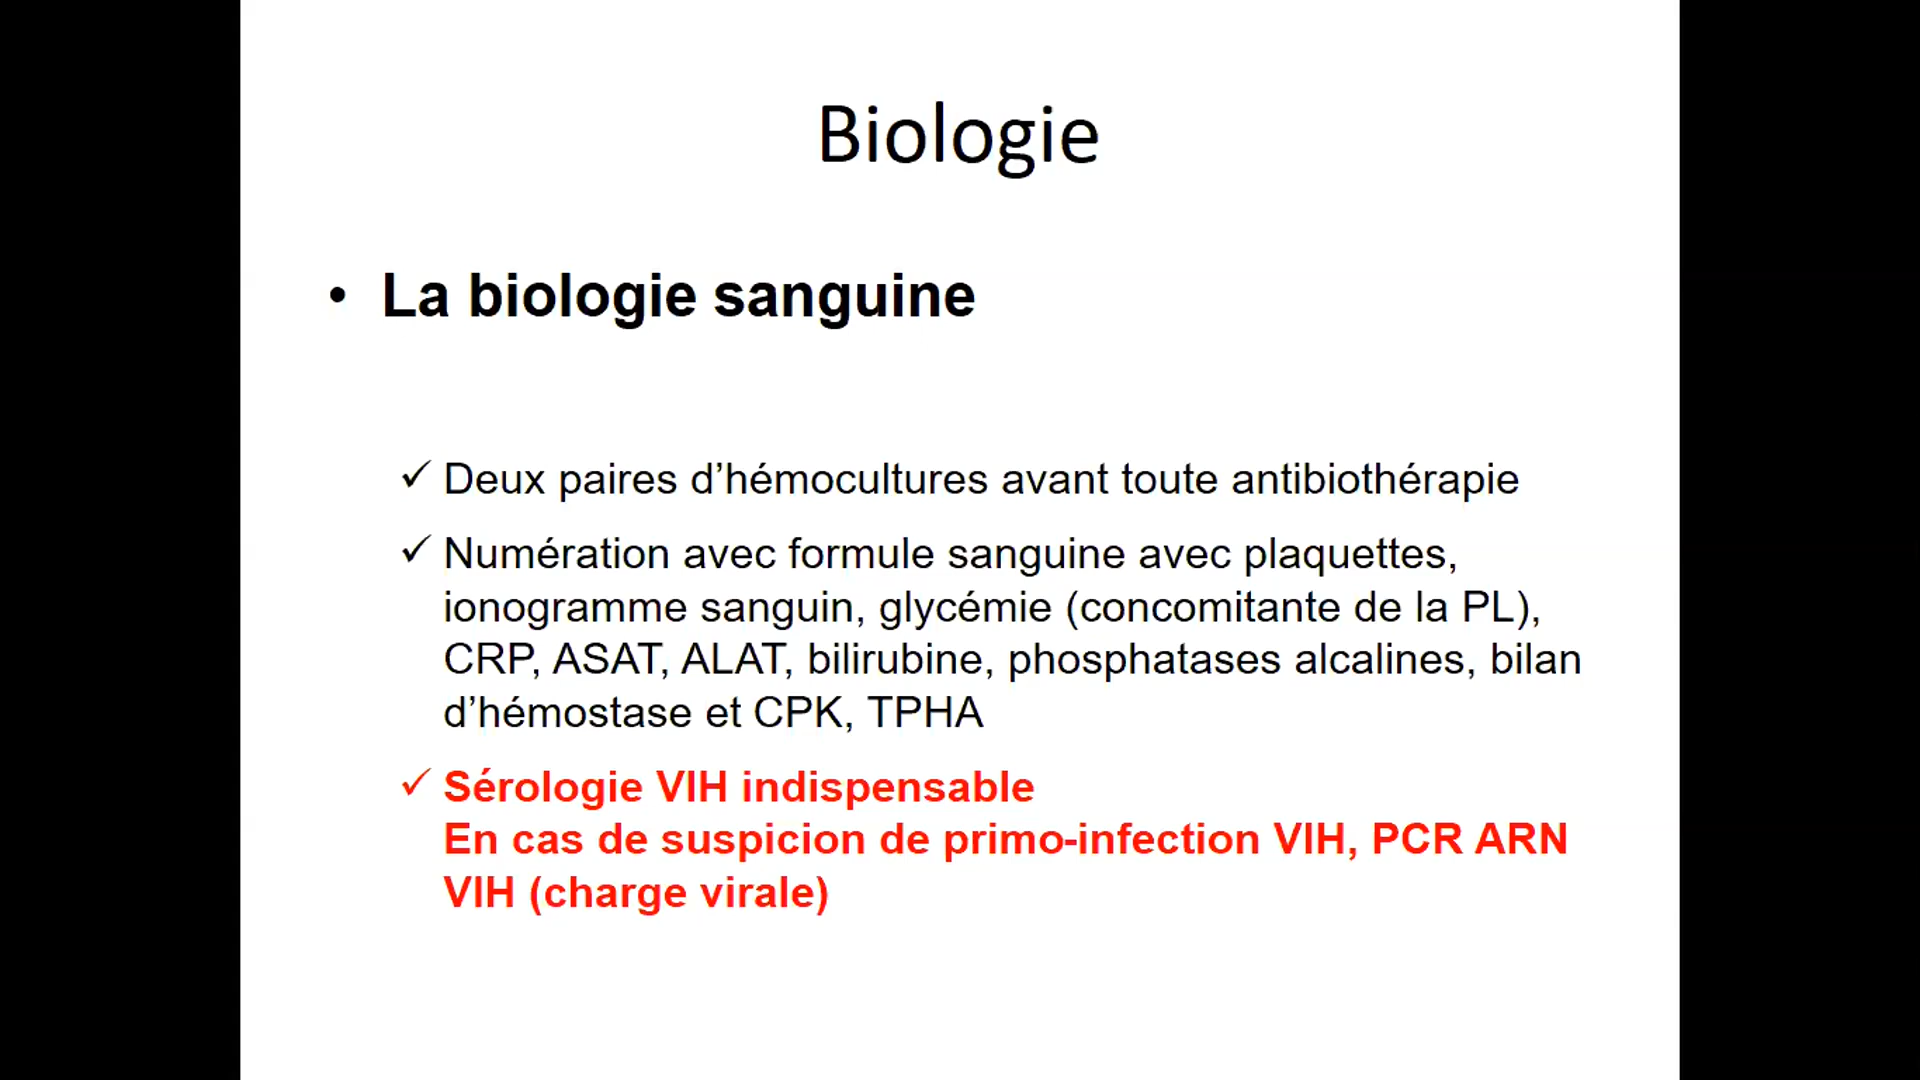 Biologie
• La biologie sanguine
✓ Deux paires d’hémocultures avant toute antibiothérapie
✓ Numération avec formule sanguine avec plaquettes,
ionogramme sanguin, glycémie (concomitante de la PL),
CRP, ASAT, ALAT, bilirubine, phosphatases alcalines, bilan
d’hémostase et CPK, TPHA
✓ Sérologie VIH indispensable
En cas de suspicion de primo-infection VIH, PCR ARN
VIH (charge virale)